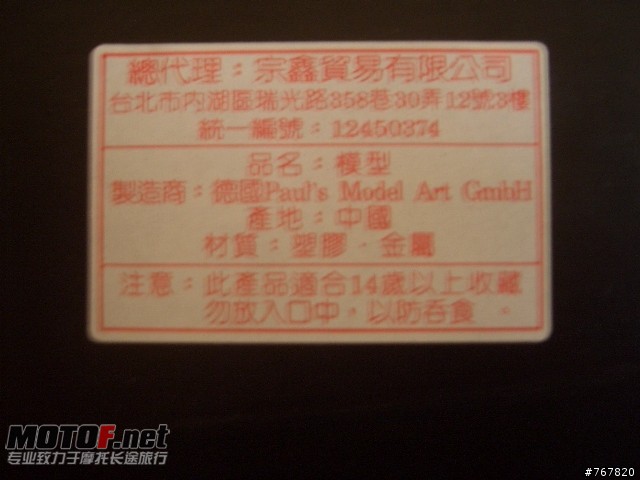 總代理：宗鑫貿易有限公司
台北市內湖區瑞光路358巷30弄12號3樓
統一編號：12450374
品名：模型
製造商：德國Paul's Model Art GmbH
產地：中國
材質：塑膠．金屬
注意：此產品適合14歲以上收藏
勿放入口中，以防吞食。
MOTOF.net
专业致力于摩托长途旅行
#767820